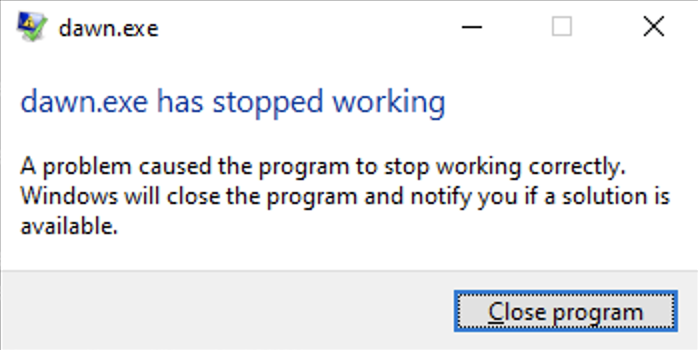 dawn.exe
dawn.exe has stopped working
A problem caused the program to stop working correctly.
Windows will close the program and notify you if a solution is
available.
Close program